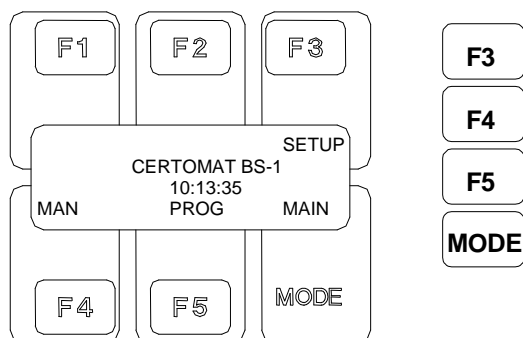 F1 F2 F3
SETUP
CERTOMAT BS-1
10:13:35
MAN PROG MAIN
F4 F5 MODE
F3
F4
F5
MODE